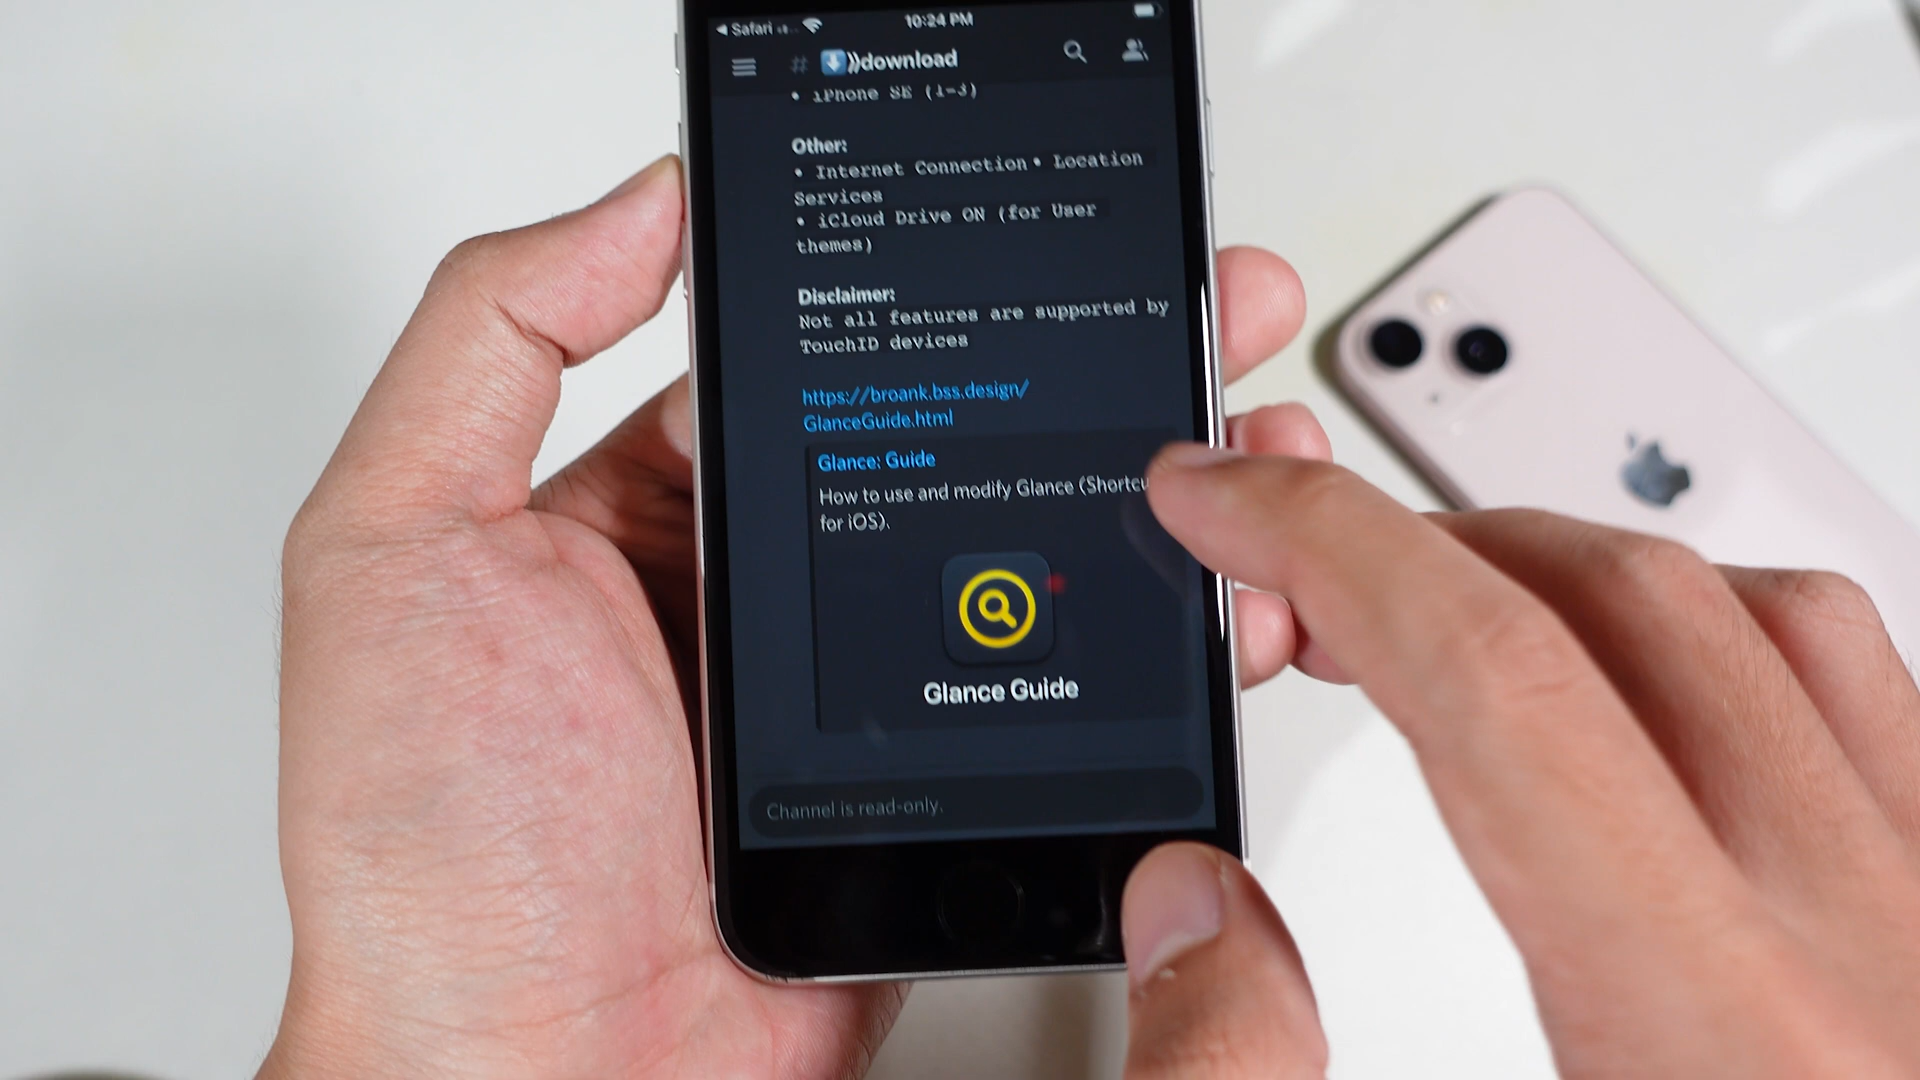 Safari
10:24 PM
# ⬇》download
• iPhone SE (1-3)
Other:
• Internet Connection • Location
Services
• iCloud Drive ON (for User
themes)
Disclaimer:
Not all features are supported by
TouchID devices
https://broank.bss.design/
GlanceGuide.html
Glance: Guide
How to use and modify Glance (Shortcu
for iOS).
Glance Guide
Channel is read-only.